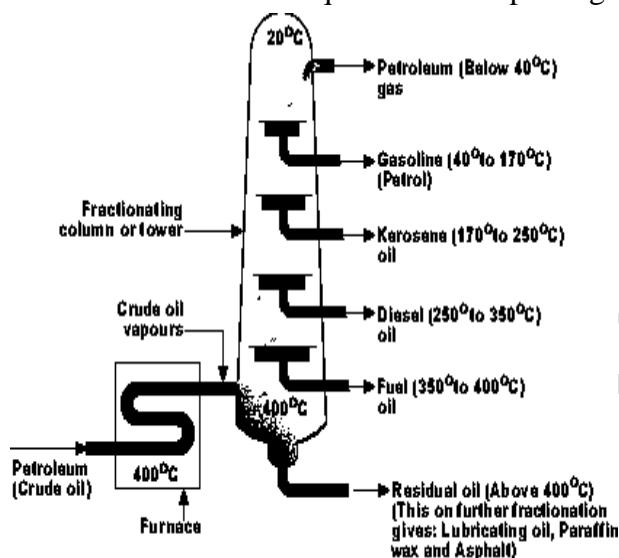 20°C
Petroleum (Below 40°C)
gas
Gasoline (40° to 170°C)
(Petrol)
Fractionating
column or tower
Kerosene (170° to 250°C)
oil
Crude oil
vapours
Diesel (250° to 350°C)
oil
Fuel (350° to 400°C)
oil
400°C
Petroleum
(Crude oil)
400°C
Furnace
Residual oil (Above 400°C)
(This on further fractionation
gives: Lubricating oil, Paraffin
wax and Asphalt)